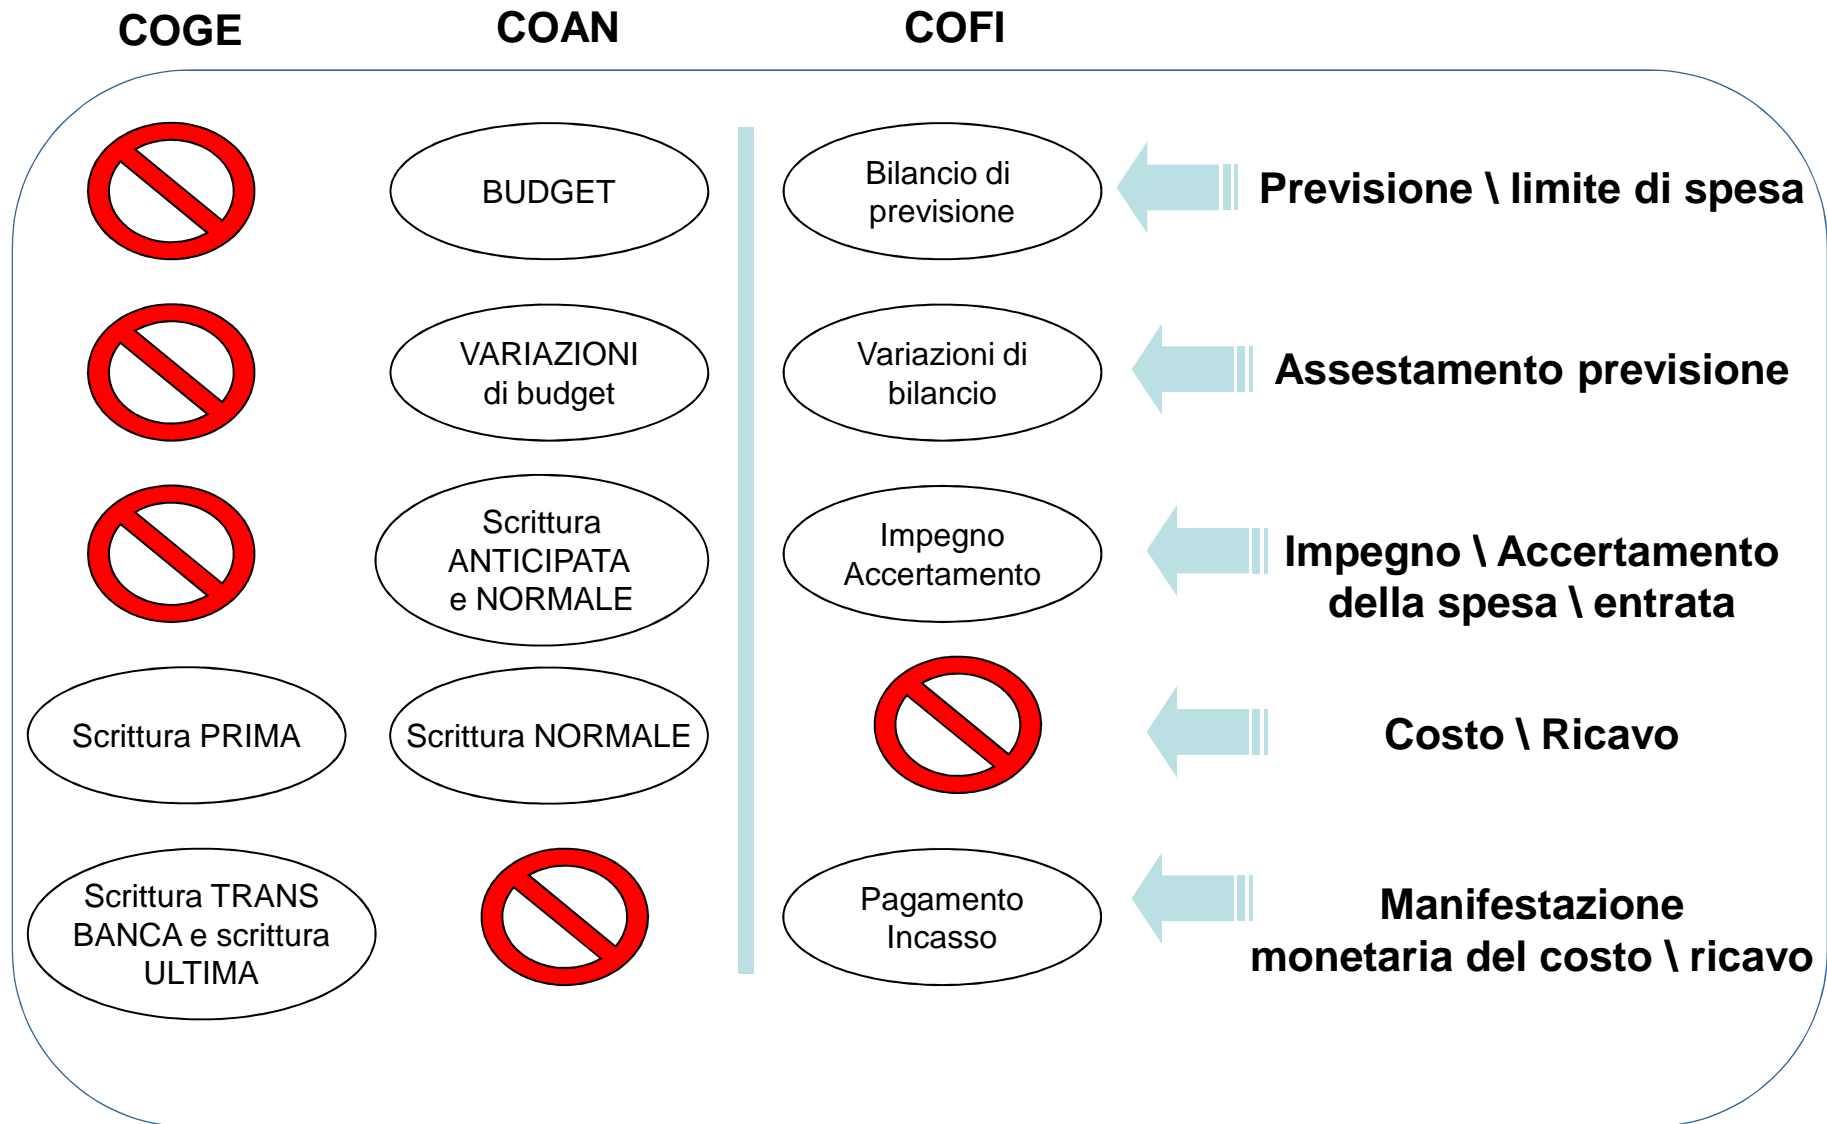 COGE
COAN
COFI
BUDGET
Bilancio di
previsione
Previsione \ limite di spesa
VARIAZIONI
di budget
Variazioni di
bilancio
Assestamento previsione
Scrittura
ANTICIPATA
e NORMALE
Impegno
Accertamento
Impegno \ Accertamento
della spesa \ entrata
Scrittura PRIMA
Scrittura NORMALE
Costo \ Ricavo
Scrittura TRANS
BANCA e scrittura
ULTIMA
Pagamento
Incasso
Manifestazione
monetaria del costo \ ricavo